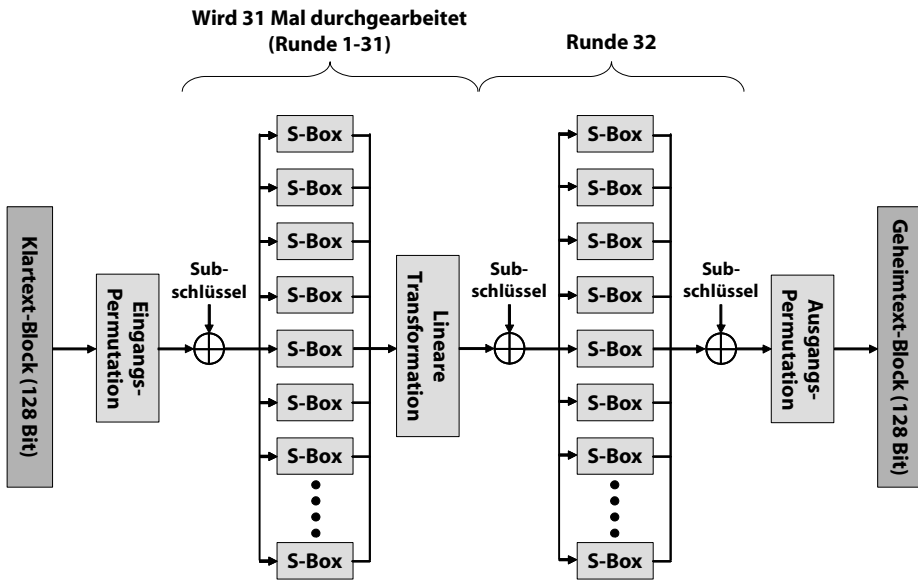 Wird 31 Mal durchgearbeitet
(Runde 1-31)
Runde 32
Klartext-Block (128 Bit)
Eingangs-
Permutation
Sub-
schlüssel
S-Box
S-Box
S-Box
S-Box
S-Box
S-Box
S-Box
S-Box
Lineare
Transformation
Sub-
schlüssel
S-Box
S-Box
S-Box
S-Box
S-Box
S-Box
S-Box
S-Box
Sub-
schlüssel
Ausgangs-
Permutation
Geheimtext-Block (128 Bit)